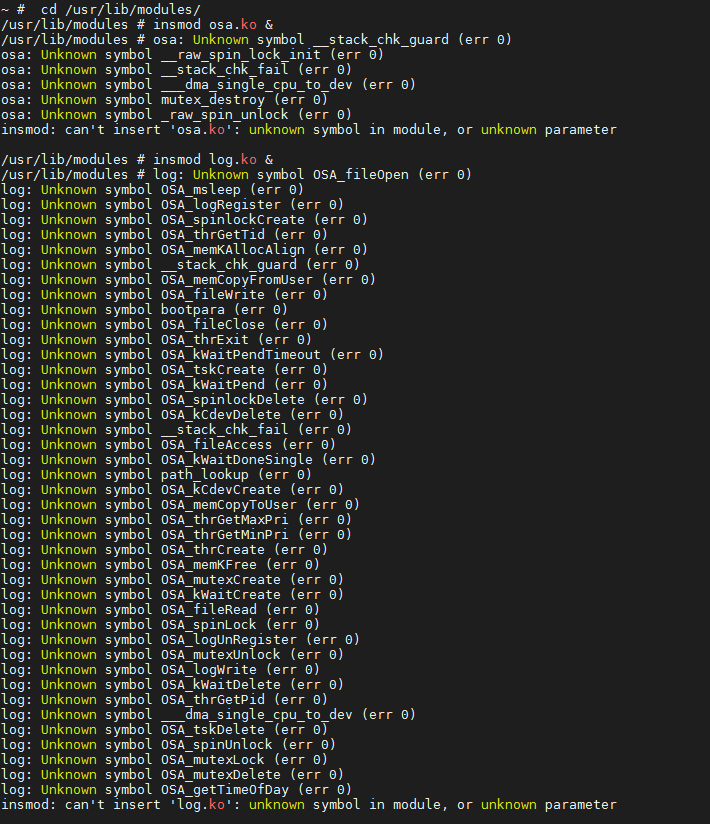 ~ #  cd /usr/lib/modules/
/usr/lib/modules # insmod osa.ko &
/usr/lib/modules # osa: Unknown symbol __stack_chk_guard (err 0)
osa: Unknown symbol __raw_spin_lock_init (err 0)
osa: Unknown symbol __stack_chk_fail (err 0)
osa: Unknown symbol ___dma_single_cpu_to_dev (err 0)
osa: Unknown symbol mutex_destroy (err 0)
osa: Unknown symbol _raw_spin_unlock (err 0)
insmod: can't insert 'osa.ko': unknown symbol in module, or unknown parameter
/usr/lib/modules # insmod log.ko &
/usr/lib/modules # log: Unknown symbol OSA_fileOpen (err 0)
log: Unknown symbol OSA_msleep (err 0)
log: Unknown symbol OSA_logRegister (err 0)
log: Unknown symbol OSA_spinlockCreate (err 0)
log: Unknown symbol OSA_thrGetTid (err 0)
log: Unknown symbol OSA_memKAllocAlign (err 0)
log: Unknown symbol __stack_chk_guard (err 0)
log: Unknown symbol OSA_memCopyFromUser (err 0)
log: Unknown symbol OSA_fileWrite (err 0)
log: Unknown symbol bootpara (err 0)
log: Unknown symbol OSA_fileClose (err 0)
log: Unknown symbol OSA_thrExit (err 0)
log: Unknown symbol OSA_kWaitPendTimeout (err 0)
log: Unknown symbol OSA_tskCreate (err 0)
log: Unknown symbol OSA_kWaitPend (err 0)
log: Unknown symbol OSA_spinlockDelete (err 0)
log: Unknown symbol OSA_kCdevDelete (err 0)
log: Unknown symbol __stack_chk_fail (err 0)
log: Unknown symbol OSA_fileAccess (err 0)
log: Unknown symbol OSA_kWaitDoneSingle (err 0)
log: Unknown symbol path_lookup (err 0)
log: Unknown symbol OSA_kCdevCreate (err 0)
log: Unknown symbol OSA_memCopyToUser (err 0)
log: Unknown symbol OSA_thrGetMaxPri (err 0)
log: Unknown symbol OSA_thrGetMinPri (err 0)
log: Unknown symbol OSA_thrCreate (err 0)
log: Unknown symbol OSA_memKFree (err 0)
log: Unknown symbol OSA_mutexCreate (err 0)
log: Unknown symbol OSA_kWaitCreate (err 0)
log: Unknown symbol OSA_fileRead (err 0)
log: Unknown symbol OSA_spinLock (err 0)
log: Unknown symbol OSA_logUnRegister (err 0)
log: Unknown symbol OSA_mutexUnlock (err 0)
log: Unknown symbol OSA_logWrite (err 0)
log: Unknown symbol OSA_kWaitDelete (err 0)
log: Unknown symbol OSA_thrGetPid (err 0)
log: Unknown symbol ___dma_single_cpu_to_dev (err 0)
log: Unknown symbol OSA_tskDelete (err 0)
log: Unknown symbol OSA_spinUnlock (err 0)
log: Unknown symbol OSA_mutexLock (err 0)
log: Unknown symbol OSA_mutexDelete (err 0)
log: Unknown symbol OSA_getTimeOfDay (err 0)
insmod: can't insert 'log.ko': unknown symbol in module, or unknown parameter